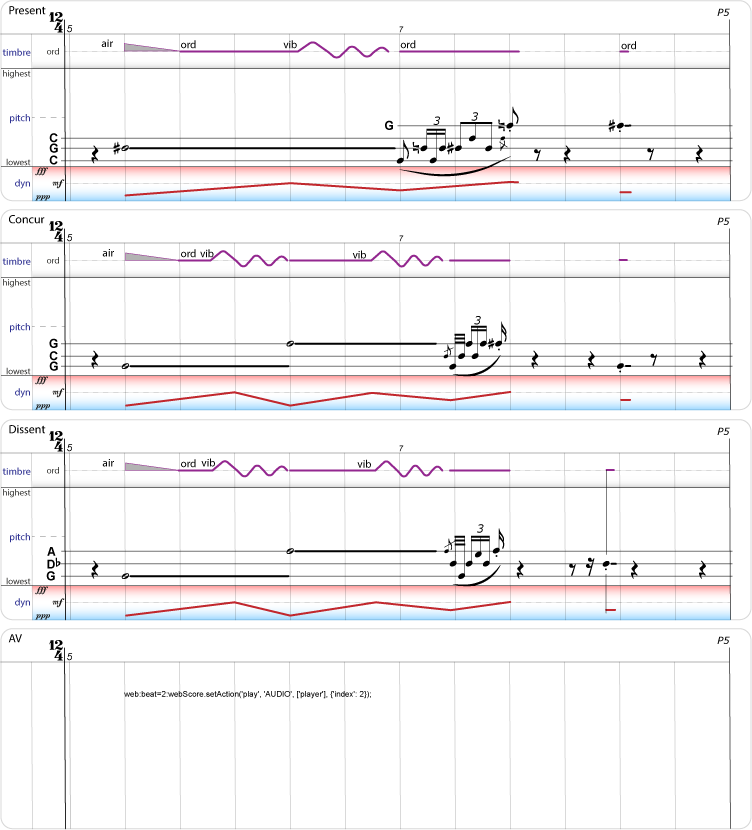 Present
12
4
5
P5
7
timbre ord air ord vib ord ord
highest
pitch
G
C
G
C
3 3
lowest
fff
dyn mf
ppp
Concur
12
4
5
P5
7
timbre ord air ord vib vib
highest
pitch
G
C
G
3
lowest
fff
dyn mf
ppp
Dissent
12
4
5
P5
7
timbre ord air ord vib vib
highest
pitch
A
D♭
G
3
lowest
fff
dyn mf
ppp
AV
12
4
5
P5
web:beat=2:webScore.setAction('play', 'AUDIO', ['player'], {'index': 2});